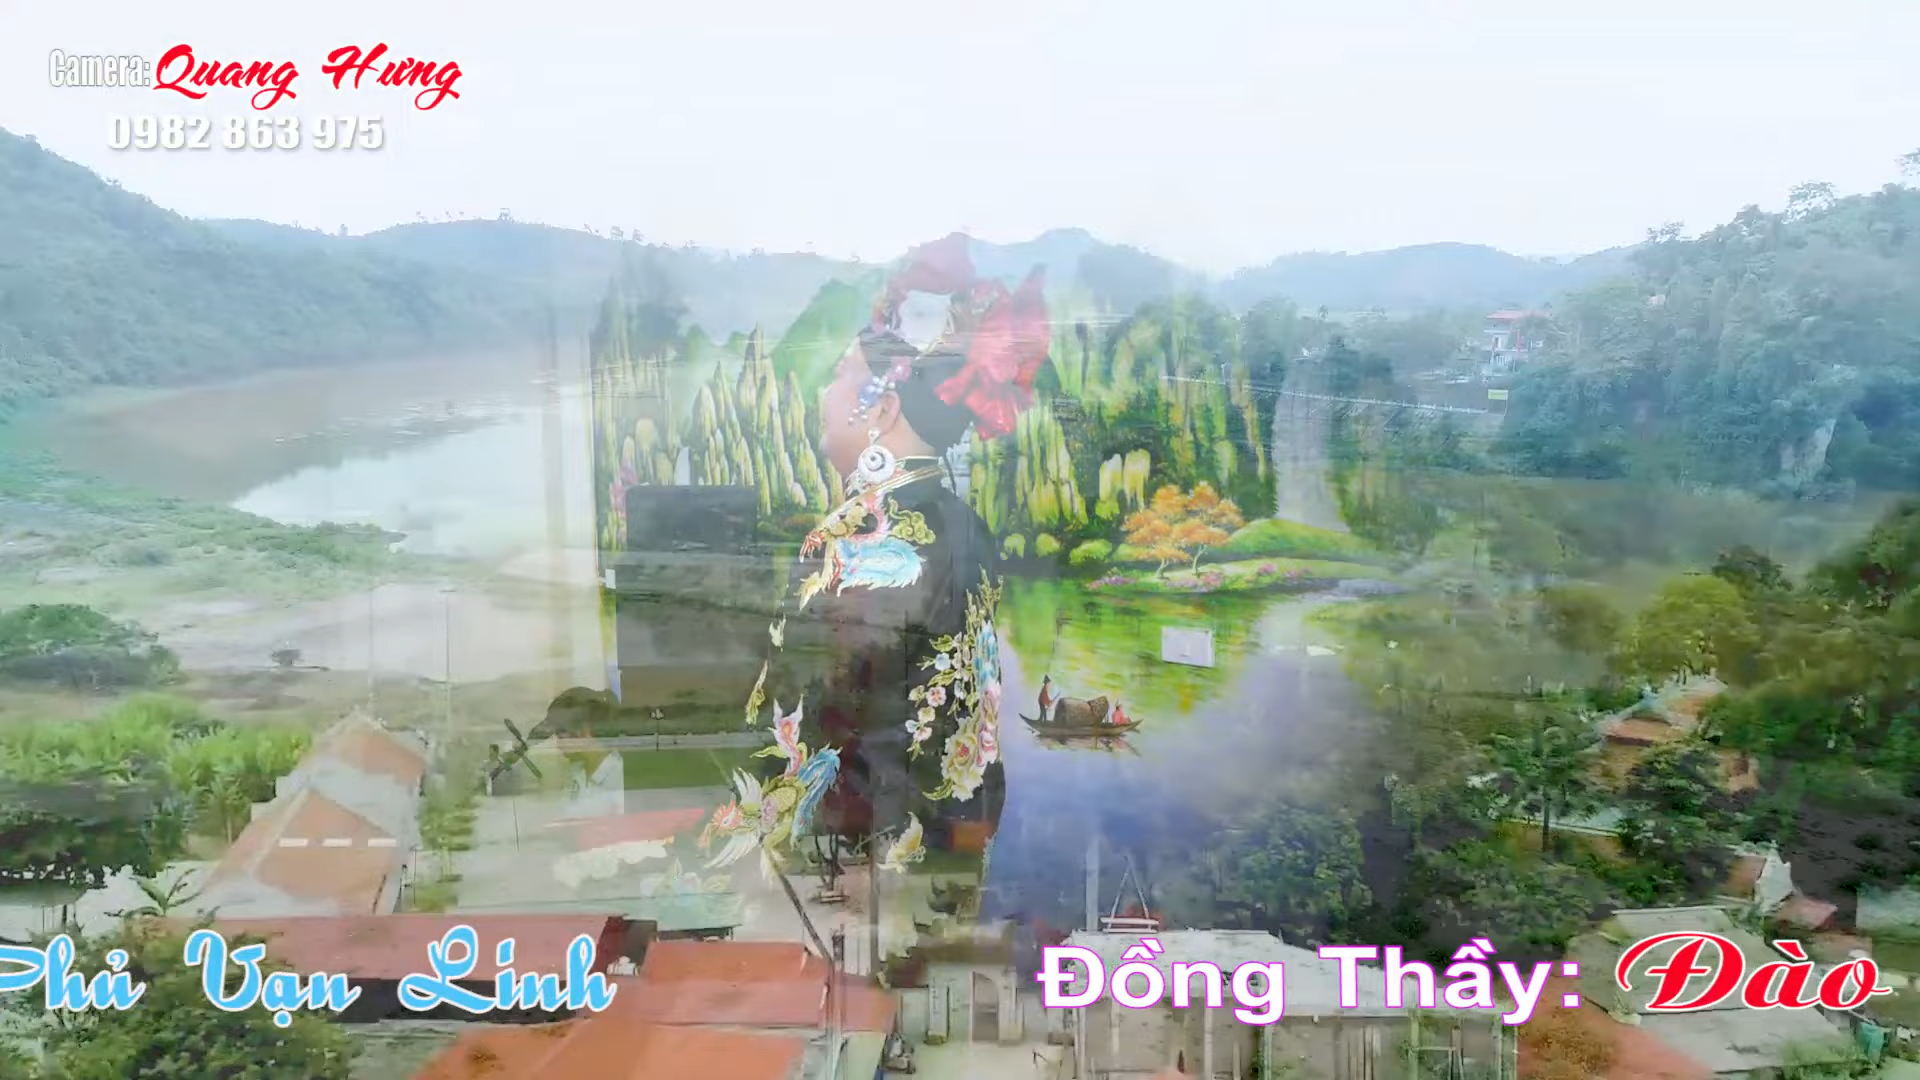 Camera: Quang Hưng
0982 863 975
Phủ Vạn Linh Đồng Thầy: Đào